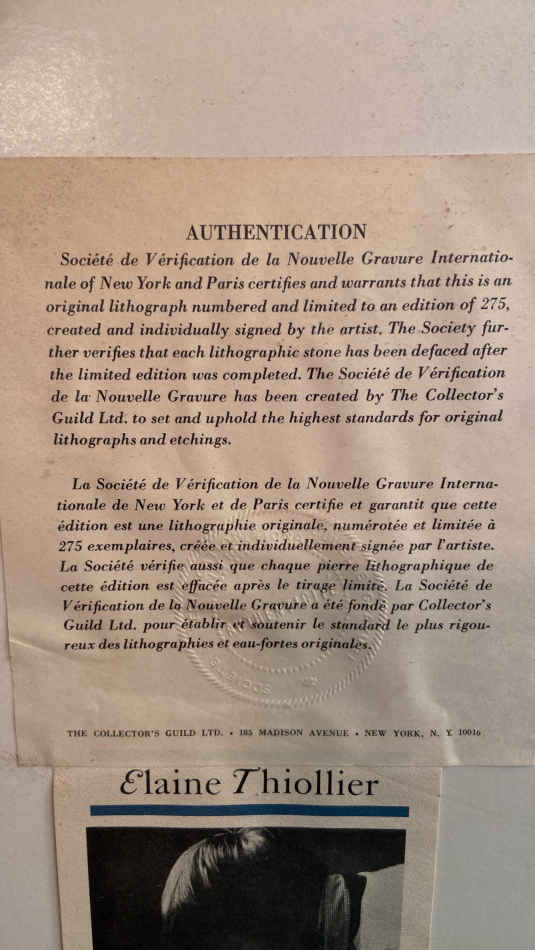 AUTHENTICATION
Société de Vérification de la Nouvelle Gravure Internatio-
nale of New York and Paris certifies and warrants that this is an
original lithograph numbered and limited to an edition of 275,
created and individually signed by the artist. The Society fur-
ther verifies that each lithographic stone has been defaced after
the limited edition was completed. The Société de Vérification
de la Nouvelle Gravure has been created by The Collector's
Guild Ltd. to set and uphold the highest standards for original
lithographs and etchings.
La Société de Vérification de la Nouvelle Gravure Interna-
tionale de New York et de Paris certifie et garantit que cette
édition est une lithographie originale, numérotée et limitée à
275 exemplaires, créée et individuellement signée par l'artiste.
La Société vérifie aussi que chaque pierre lithographique de
cette édition est effacée après le tirage limité. La Société de
Vérification de la Nouvelle Gravure a été fondé par Collector's
Guild Ltd. pour établir et soutenir le standard le plus rigou-
reux des lithographies et eau-fortes originales.
THE COLLECTOR'S GUILD LTD. • 185 MADISON AVENUE • NEW YORK, N. Y. 10016
Elaine Thiollier